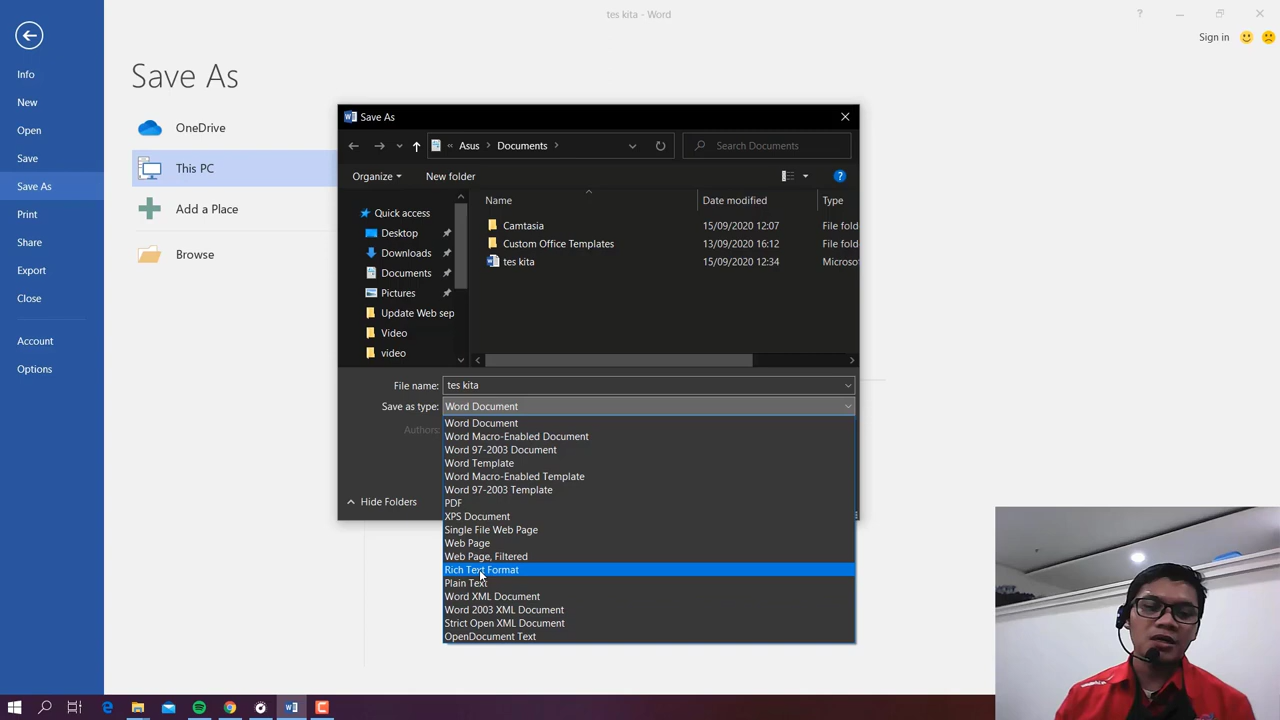 tes kita - Word
?
Sign in
Info
New
Open
Save
Save As
Print
Share
Export
Close
Account
Options
Save As
OneDrive
This PC
Add a Place
Browse
Save As
« Asus > Documents >
Search Documents
Organize
New folder
?
Quick access
Desktop
Downloads
Documents
Pictures
Update Web sep
Video
video
Name Date modified Type
Camtasia 15/09/2020 12:07 File fold
Custom Office Templates 13/09/2020 16:12 File fold
tes kita 15/09/2020 12:34 Microso
File name: tes kita
Save as type: Word Document
Authors:
Hide Folders
Word Document
Word Macro-Enabled Document
Word 97-2003 Document
Word Template
Word Macro-Enabled Template
Word 97-2003 Template
PDF
XPS Document
Single File Web Page
Web Page
Web Page, Filtered
Rich Text Format
Plain Text
Word XML Document
Word 2003 XML Document
Strict Open XML Document
OpenDocument Text